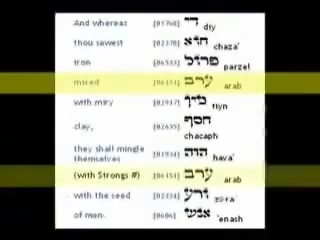 And whereas [01768] די diy
thou sawest [02370] חזא chaza'
iron [06523] פרזל parzel
mixed [06151] ערב arab
with miry [02917] טין tiyn
clay, [02635] חסף chacaph
they shall mingle
themselves [01934] הוה hava'
(with Strongs #) [06151] ערב arab
with the seed [02234] זרע zera'
of men. [0606] אנש 'enash